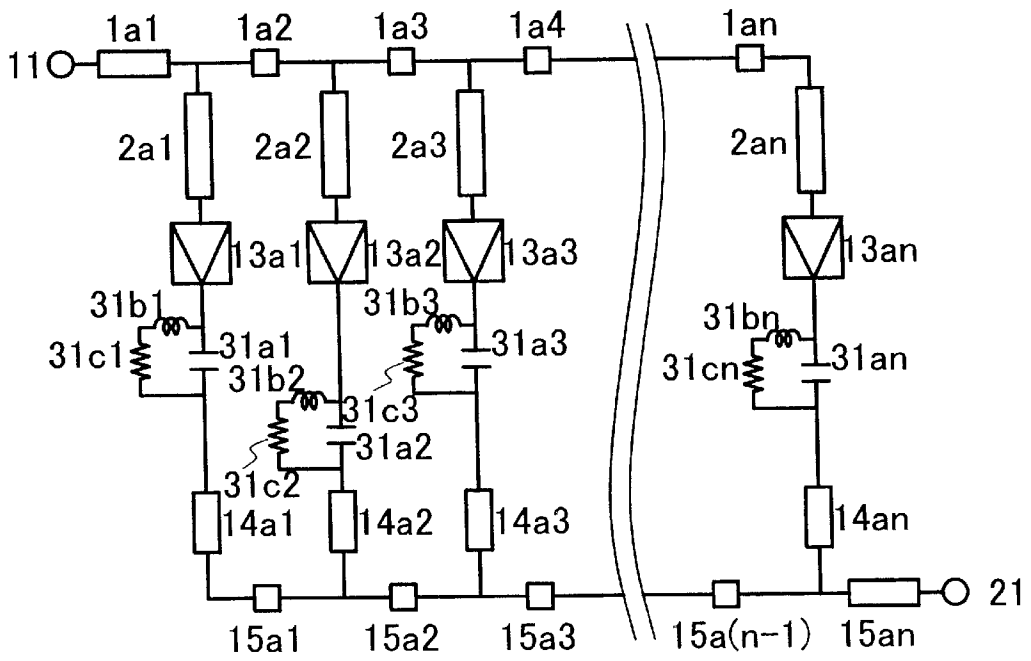 1a1 1a2 1a3 1a4 1an
11
2a1 2a2 2a3 2an
13a1 13a2 13a3 13an
31b1 31b3 31bn
31c1 31a1 31a3 31cn 31an
31b2 31c3
31a2
31c2
14a1 14a2 14a3 14an
21
15a1 15a2 15a3 15a(n-1) 15an